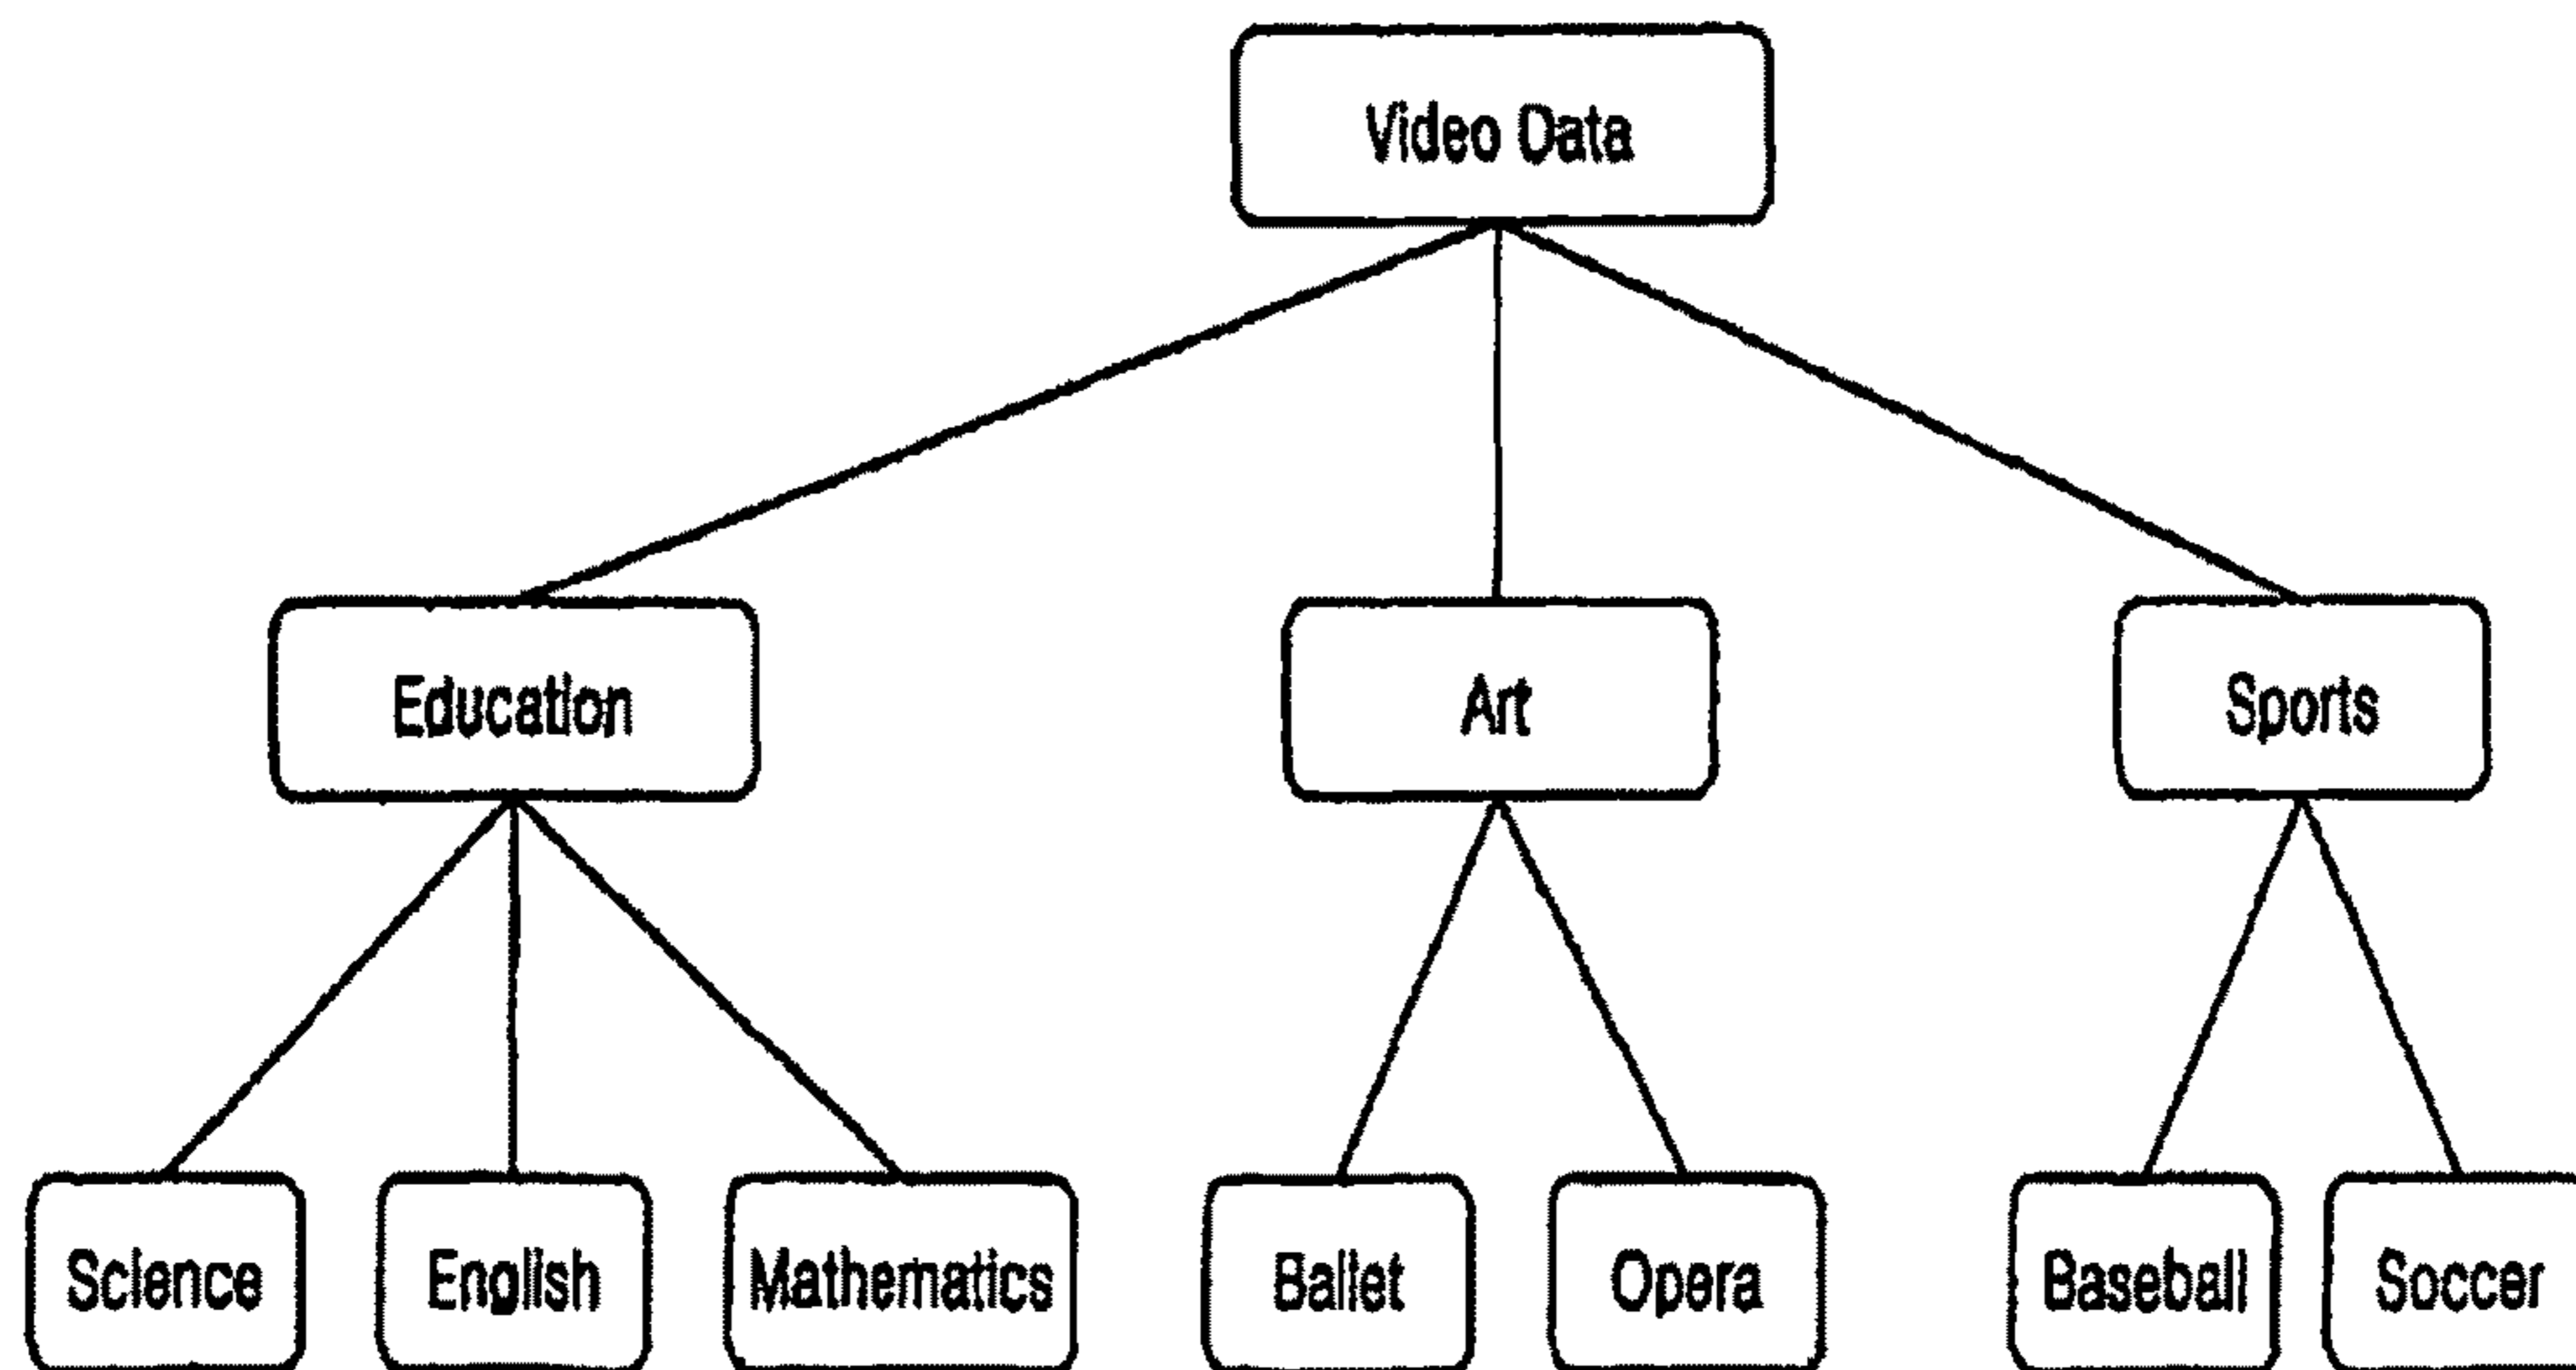 Video Data
Education
Art
Sports
Science
English
Mathematics
Ballet
Opera
Baseball
Soccer